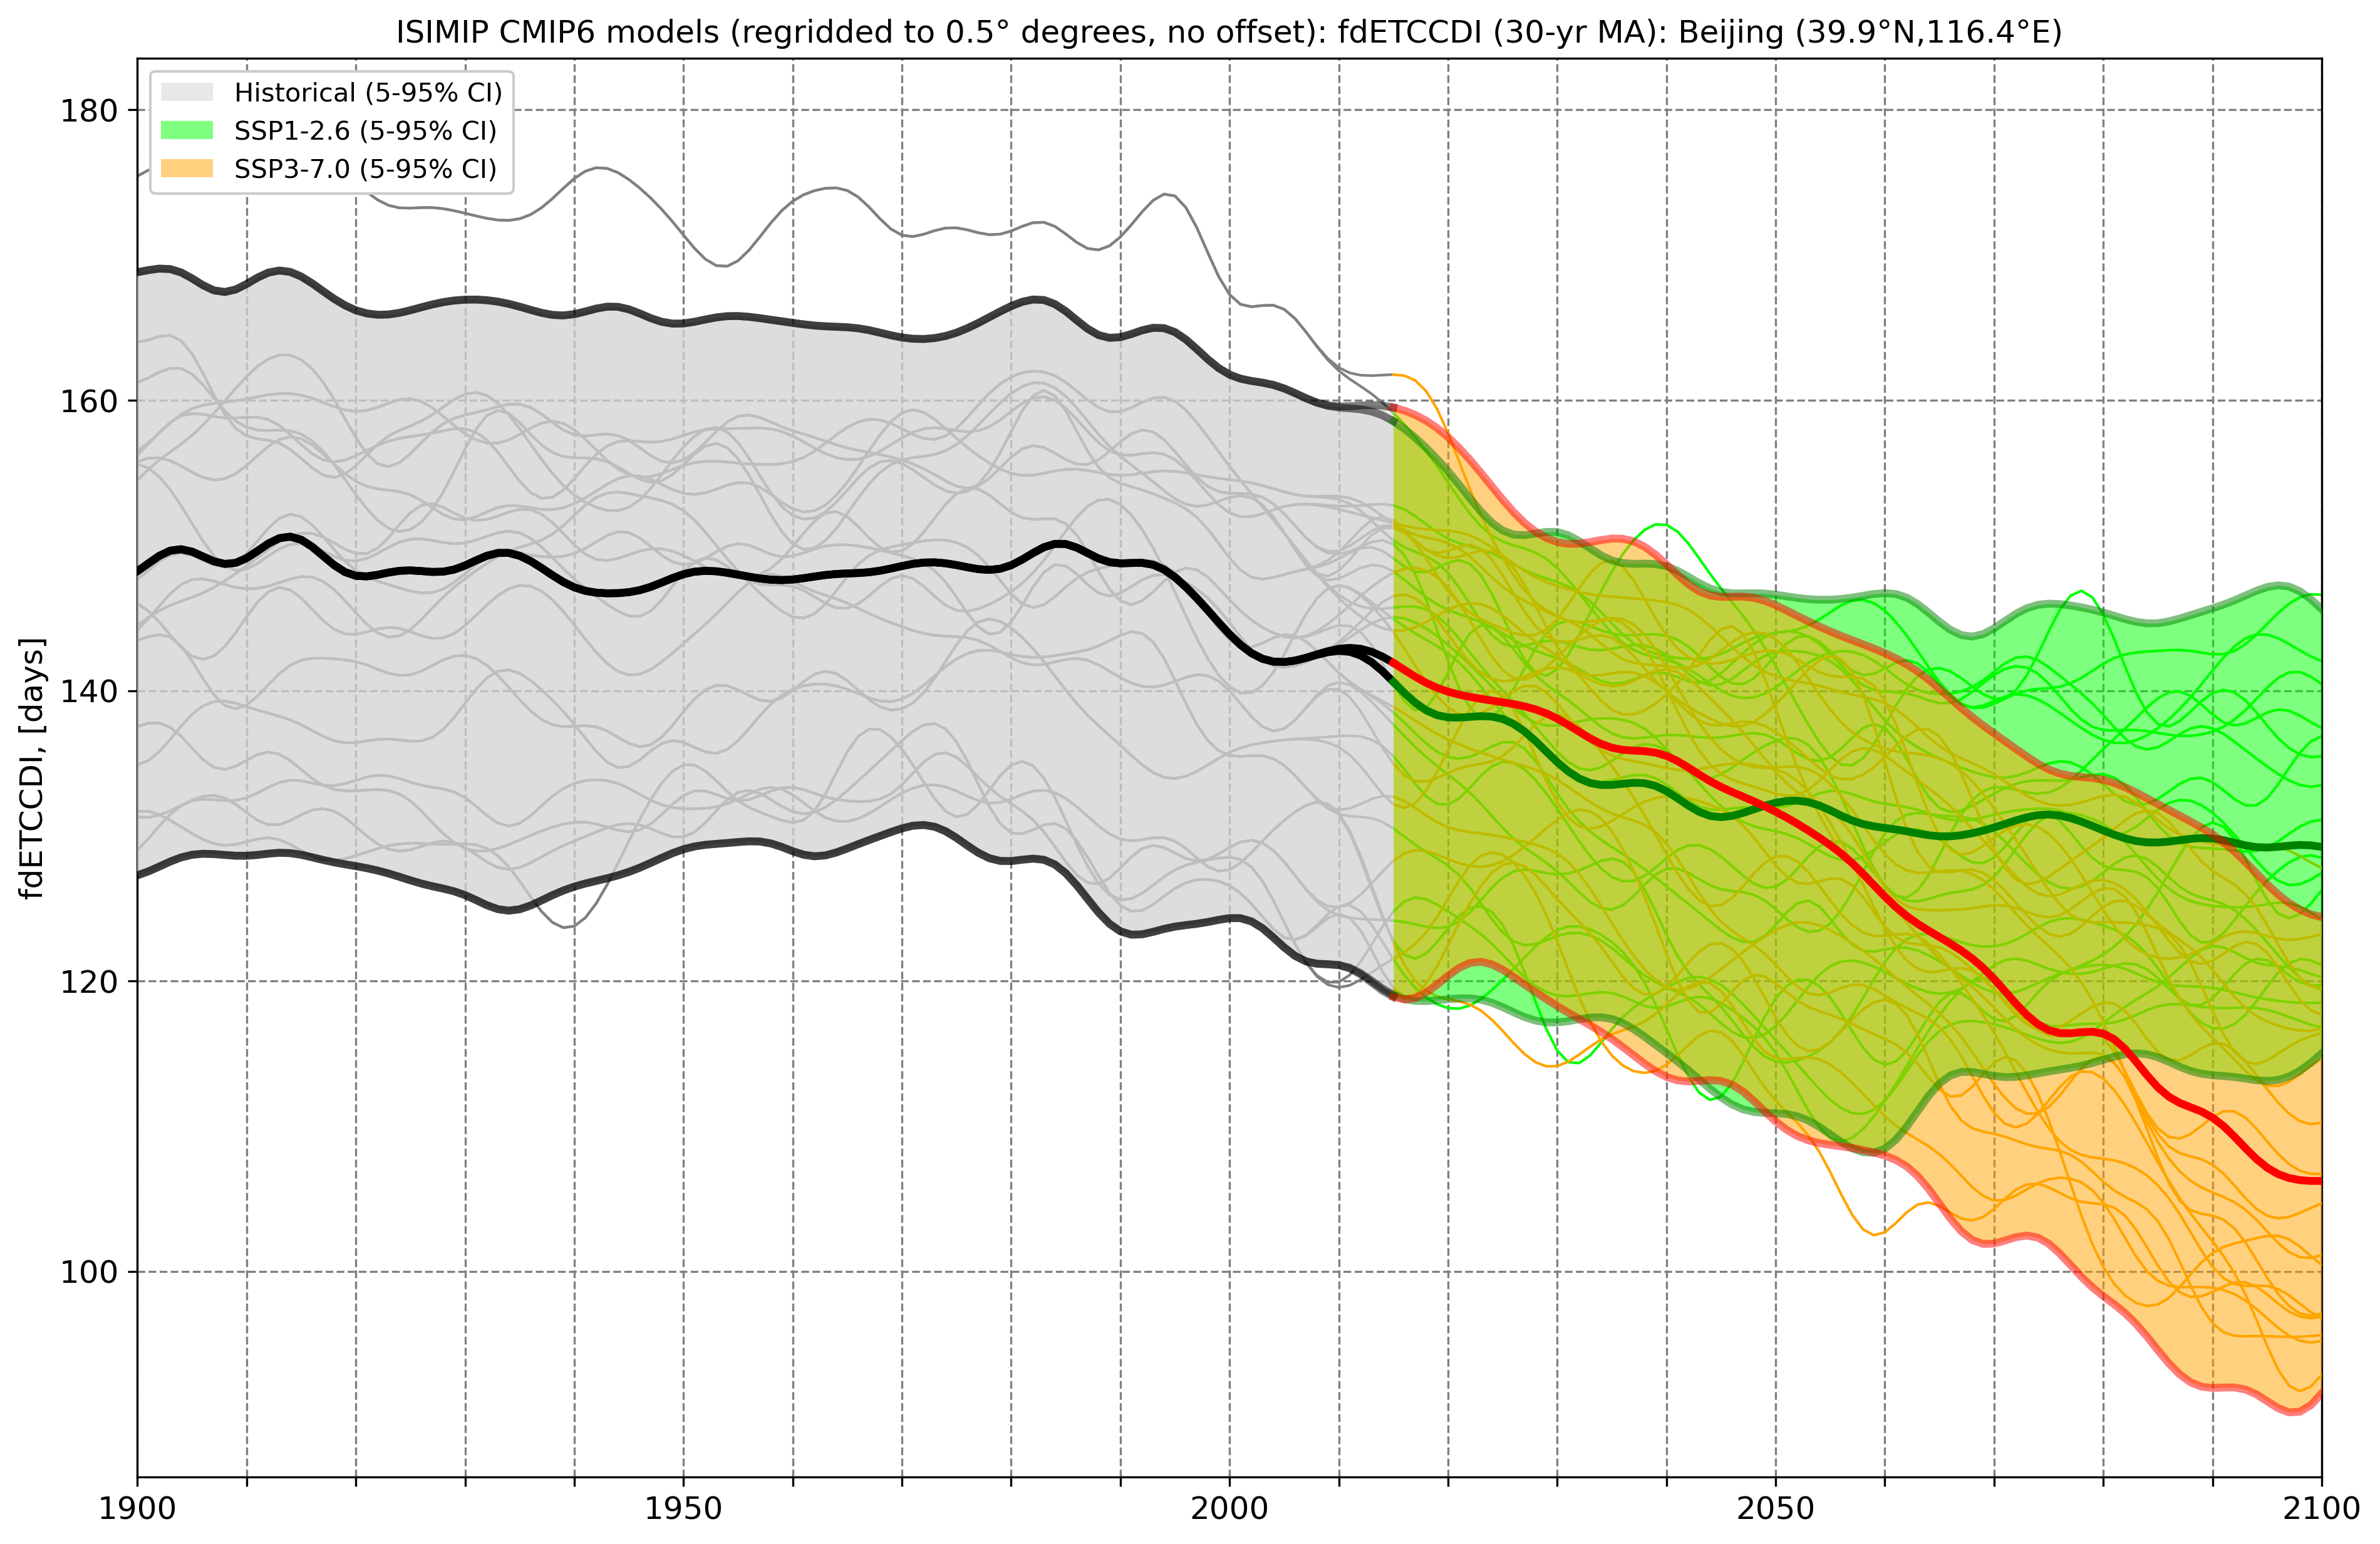 ISIMIP CMIP6 models (regridded to 0.5° degrees, no offset): fdETCCDI (30-yr MA): Beijing (39.9°N,116.4°E)
Historical (5-95% CI)
SSP1-2.6 (5-95% CI)
SSP3-7.0 (5-95% CI)
fdETCCDI, [days]
180
160
140
120
100
1900
1950
2000
2050
2100